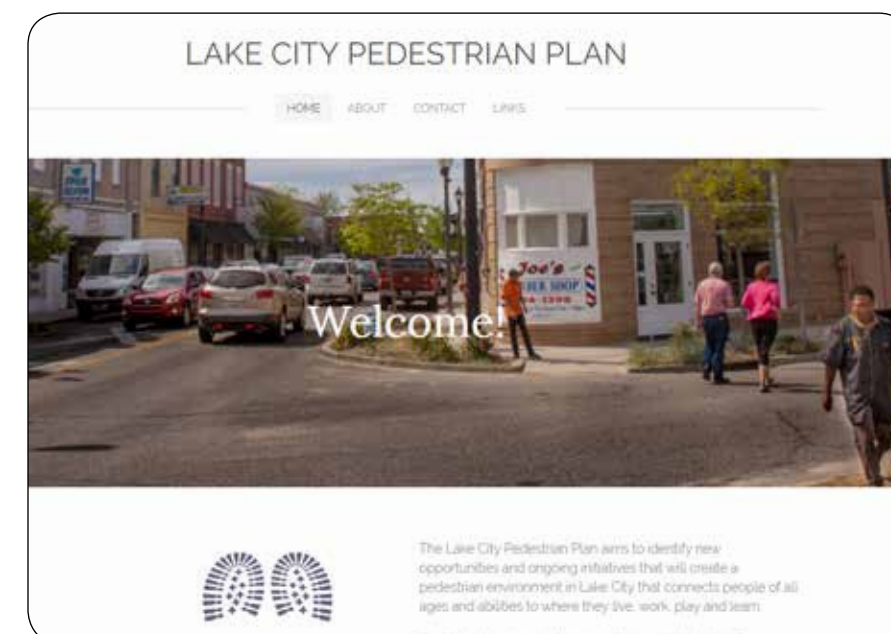 LAKE CITY PEDESTRIAN PLAN
HOME ABOUT CONTACT LINKS
Joe's
BARBER SHOP
Welcome!
The Lake City Pedestrian Plan aims to identify new
opportunities and ongoing initiatives that will create a
pedestrian environment in Lake City that connects people of all
ages and abilities to where they live, work, play and learn.